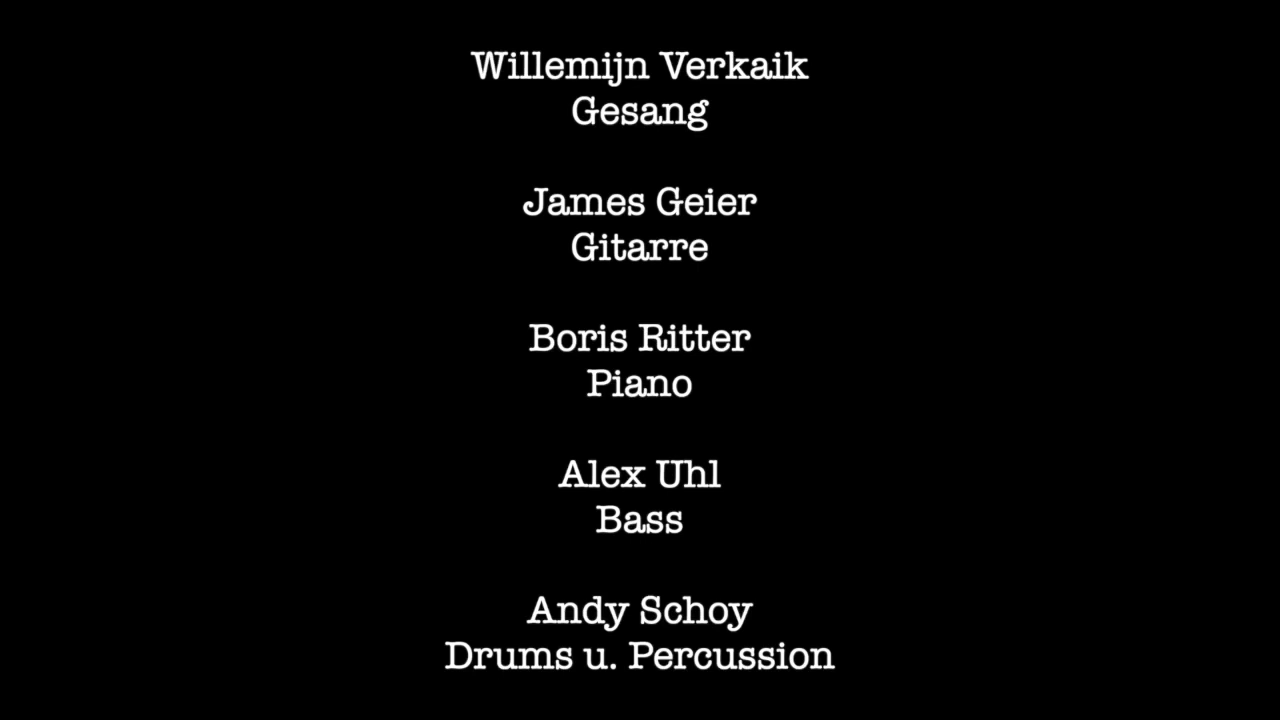 Willemijn Verkaik
Gesang
James Geier
Gitarre
Boris Ritter
Piano
Alex Uhl
Bass
Andy Schoy
Drums u. Percussion